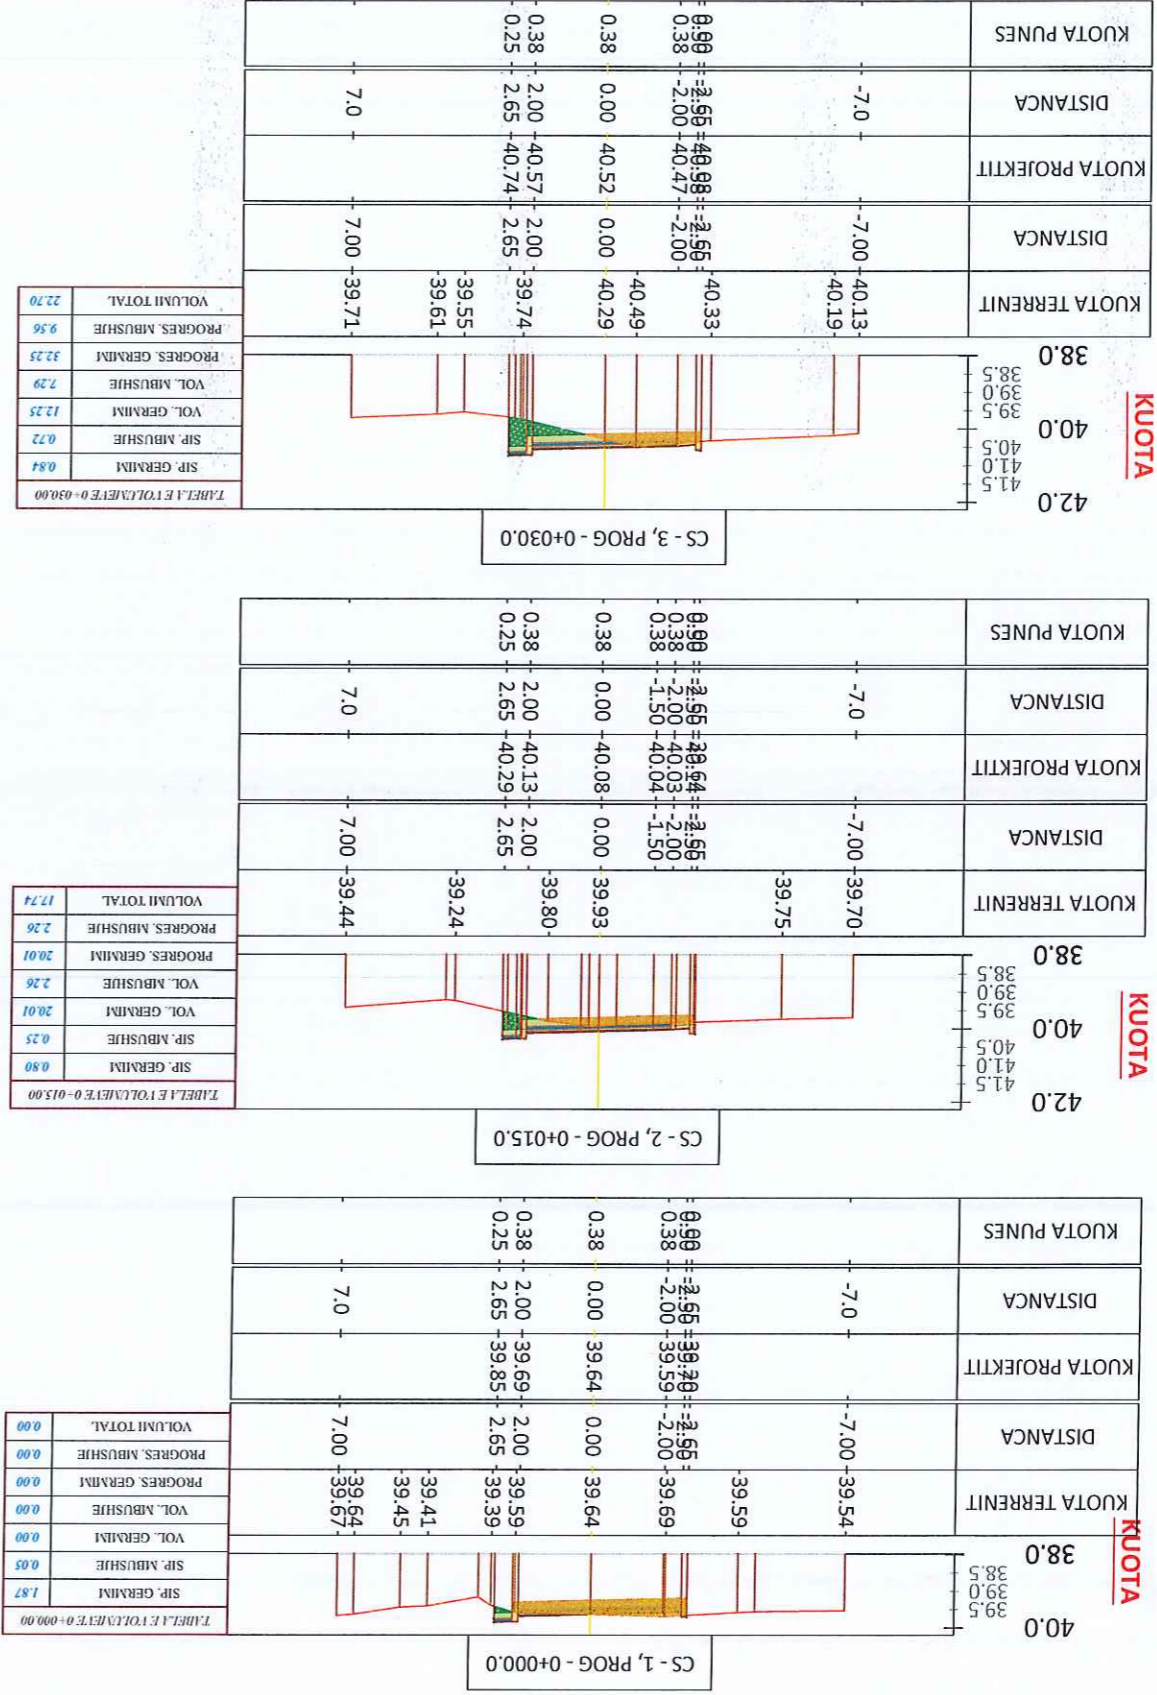 CS - 1, PROG - 0+000.0
KUOTA
40.0
39.5
39.0
38.5
38.0
KUOTA TERRENIT 39.54 39.59 39.69 39.64 39.59 39.39 39.41 39.45 39.64 39.67
DISTANCA -7.00 -2.00 0.00 2.00 2.65 7.00
KUOTA PROJEKTIT 39.59 39.64 39.69 39.85
DISTANCA -7.0 -2.00 0.00 2.00 2.65 7.0
KUOTA PUNES 0.38 0.38 0.38 0.25
TABELA E VOLUMEVE 0+000.00
SIP. GERMIM 1.87
SIP. MBUSHJE 0.05
VOL. GERMIM 0.00
VOL. MBUSHJE 0.00
PROGRES. GERMIM 0.00
PROGRES. MBUSHJE 0.00
VOLUMI TOTAL 0.00
CS - 2, PROG - 0+015.0
KUOTA
42.0
41.5
41.0
40.5
40.0
39.5
39.0
38.5
38.0
KUOTA TERRENIT 39.70 39.75 39.93 39.80 39.24 39.44
DISTANCA -7.00 -2.00 -1.50 0.00 2.00 2.65 7.00
KUOTA PROJEKTIT 40.03 40.04 40.08 40.13 40.29
DISTANCA -7.0 -2.00 -1.50 0.00 2.00 2.65 7.0
KUOTA PUNES 0.38 0.38 0.38 0.38 0.25
TABELA E VOLUMEVE 0+015.00
SIP. GERMIM 0.80
SIP. MBUSHJE 0.25
VOL. GERMIM 20.01
VOL. MBUSHJE 2.26
PROGRES. GERMIM 20.01
PROGRES. MBUSHJE 2.26
VOLUMI TOTAL 17.74
CS - 3, PROG - 0+030.0
KUOTA
42.0
41.5
41.0
40.5
40.0
39.5
39.0
38.5
38.0
KUOTA TERRENIT 40.13 40.19 40.33 40.49 40.29 39.74 39.55 39.61 39.71
DISTANCA -7.00 -2.00 0.00 2.00 2.65 7.00
KUOTA PROJEKTIT 40.47 40.52 40.57 40.74
DISTANCA -7.0 -2.00 0.00 2.00 2.65 7.0
KUOTA PUNES 0.38 0.38 0.38 0.25
TABELA E VOLUMEVE 0+030.00
SIP. GERMIM 0.84
SIP. MBUSHJE 0.72
VOL. GERMIM 12.25
VOL. MBUSHJE 7.29
PROGRES. GERMIM 32.25
PROGRES. MBUSHJE 9.56
VOLUMI TOTAL 22.70